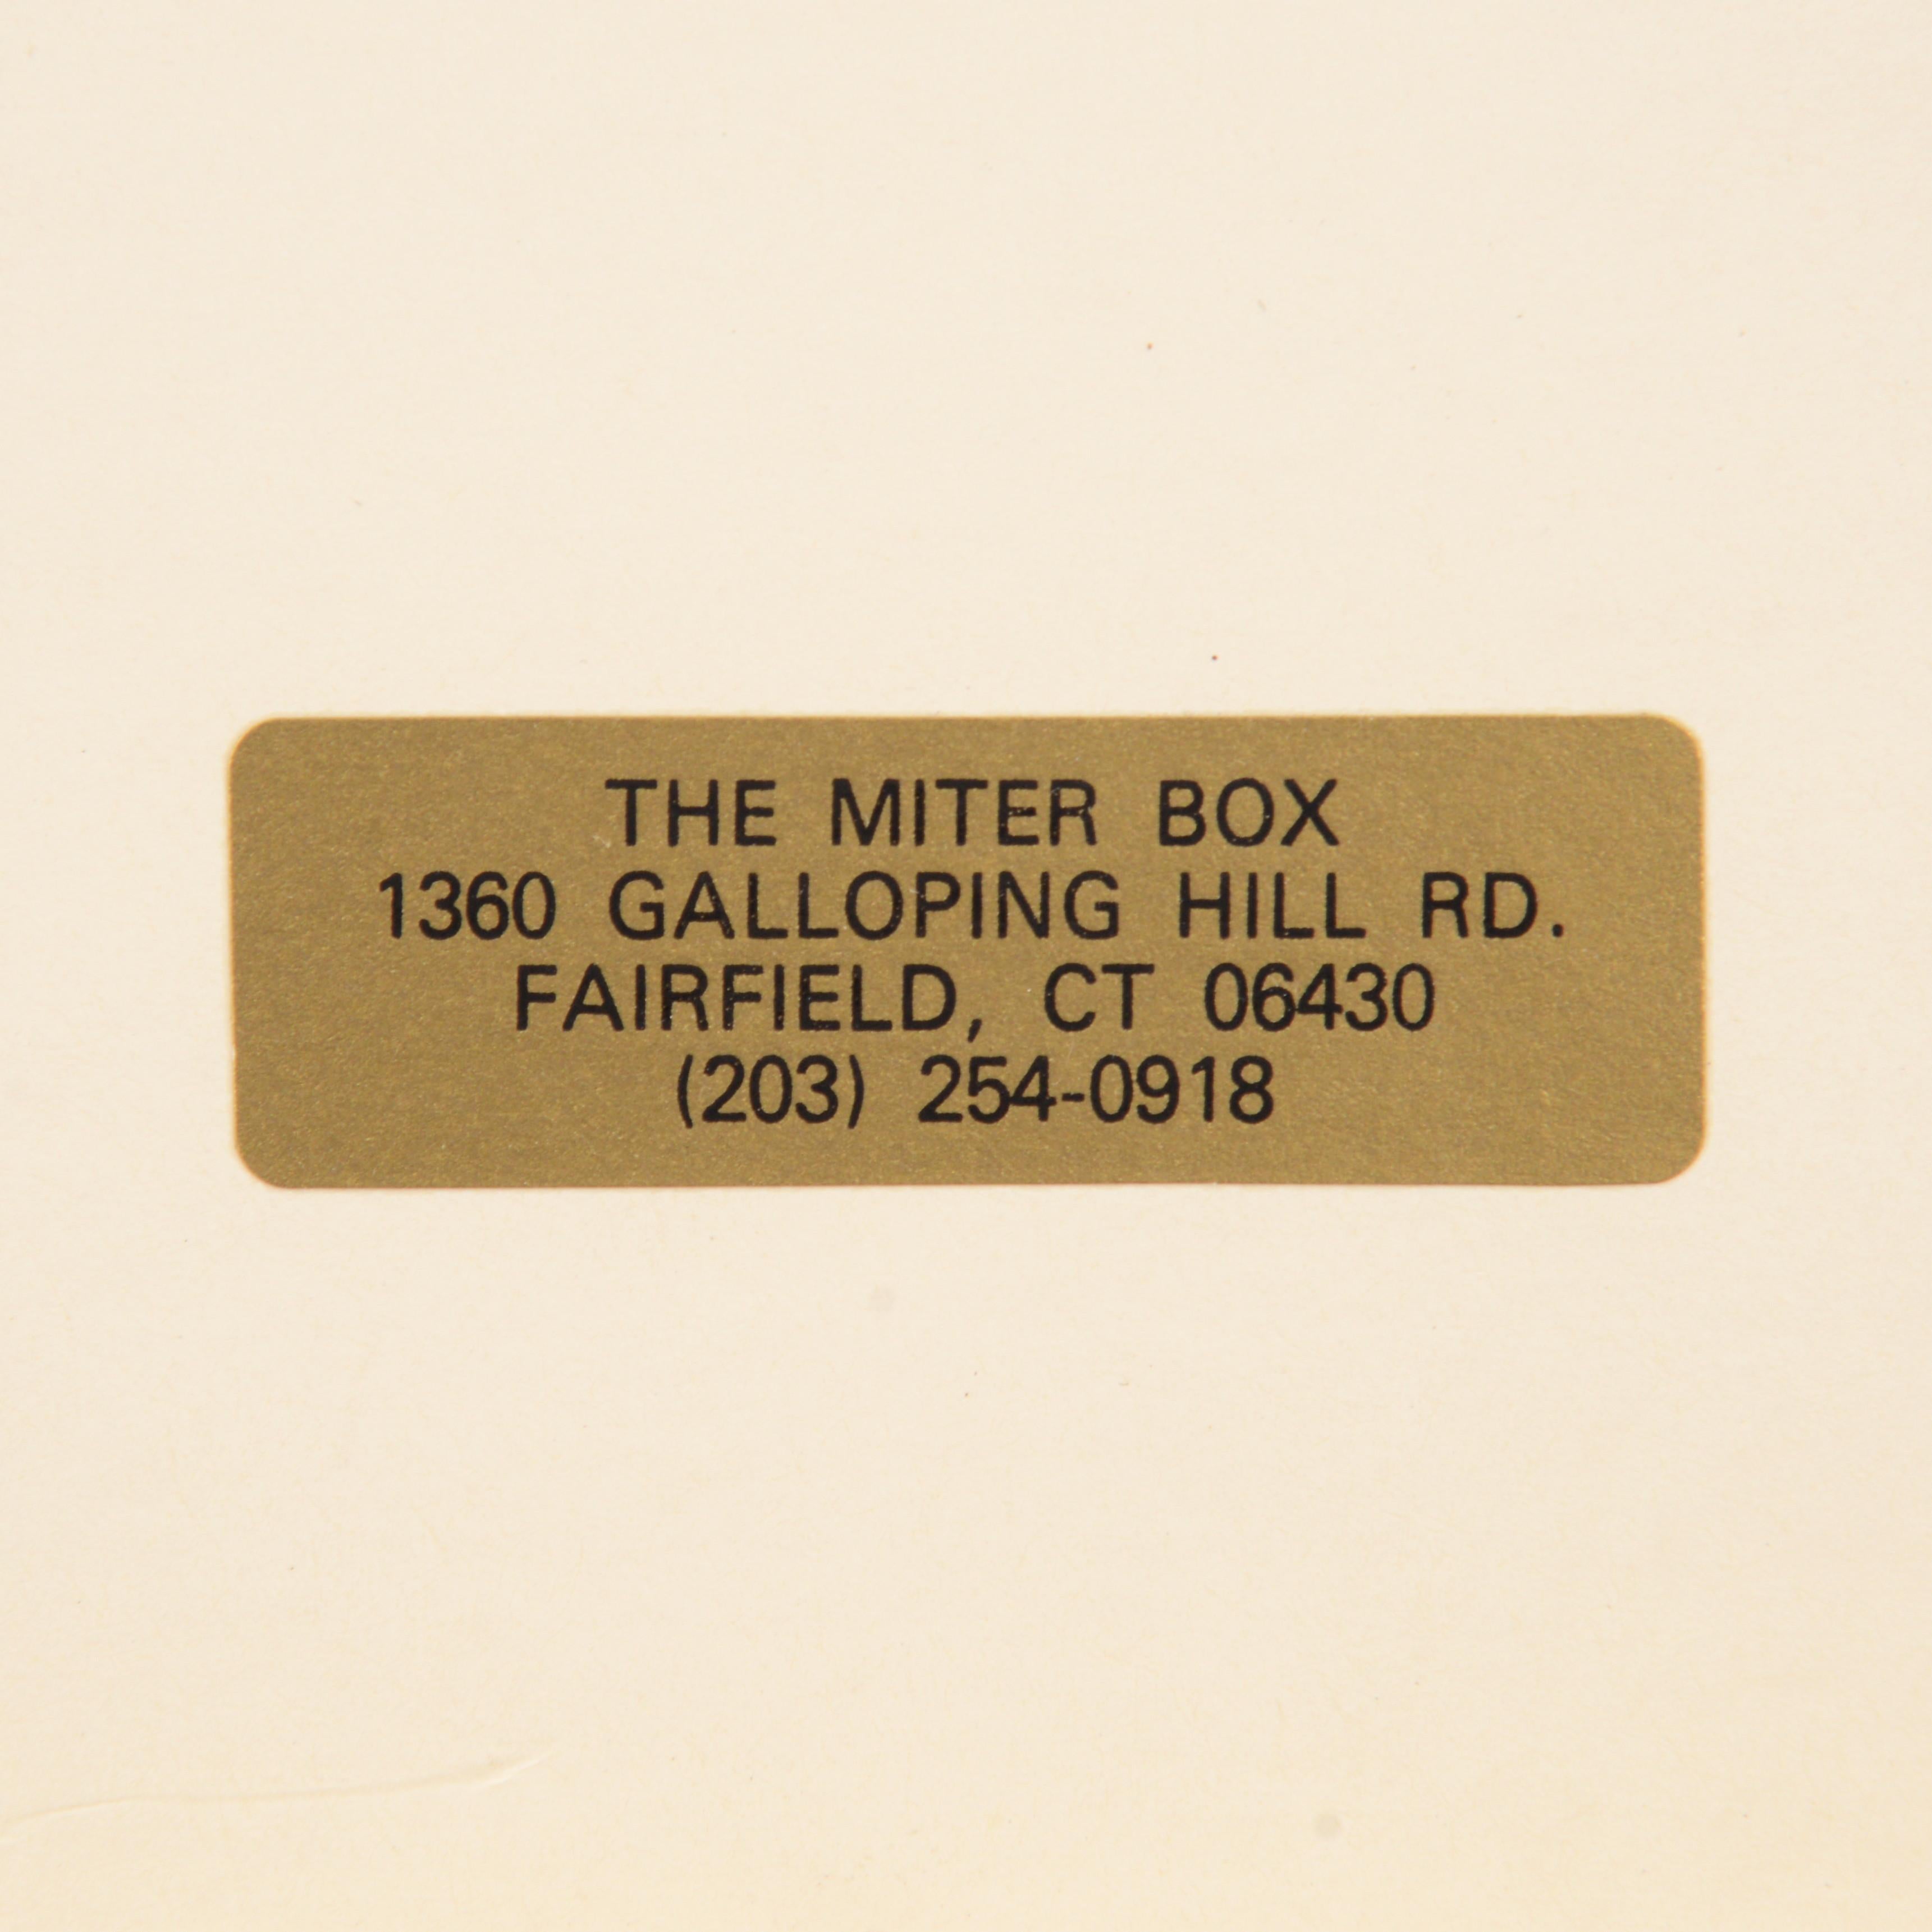 THE MITER BOX
1360 GALLOPING HILL RD.
FAIRFIELD, CT 06430
(203) 254-0918